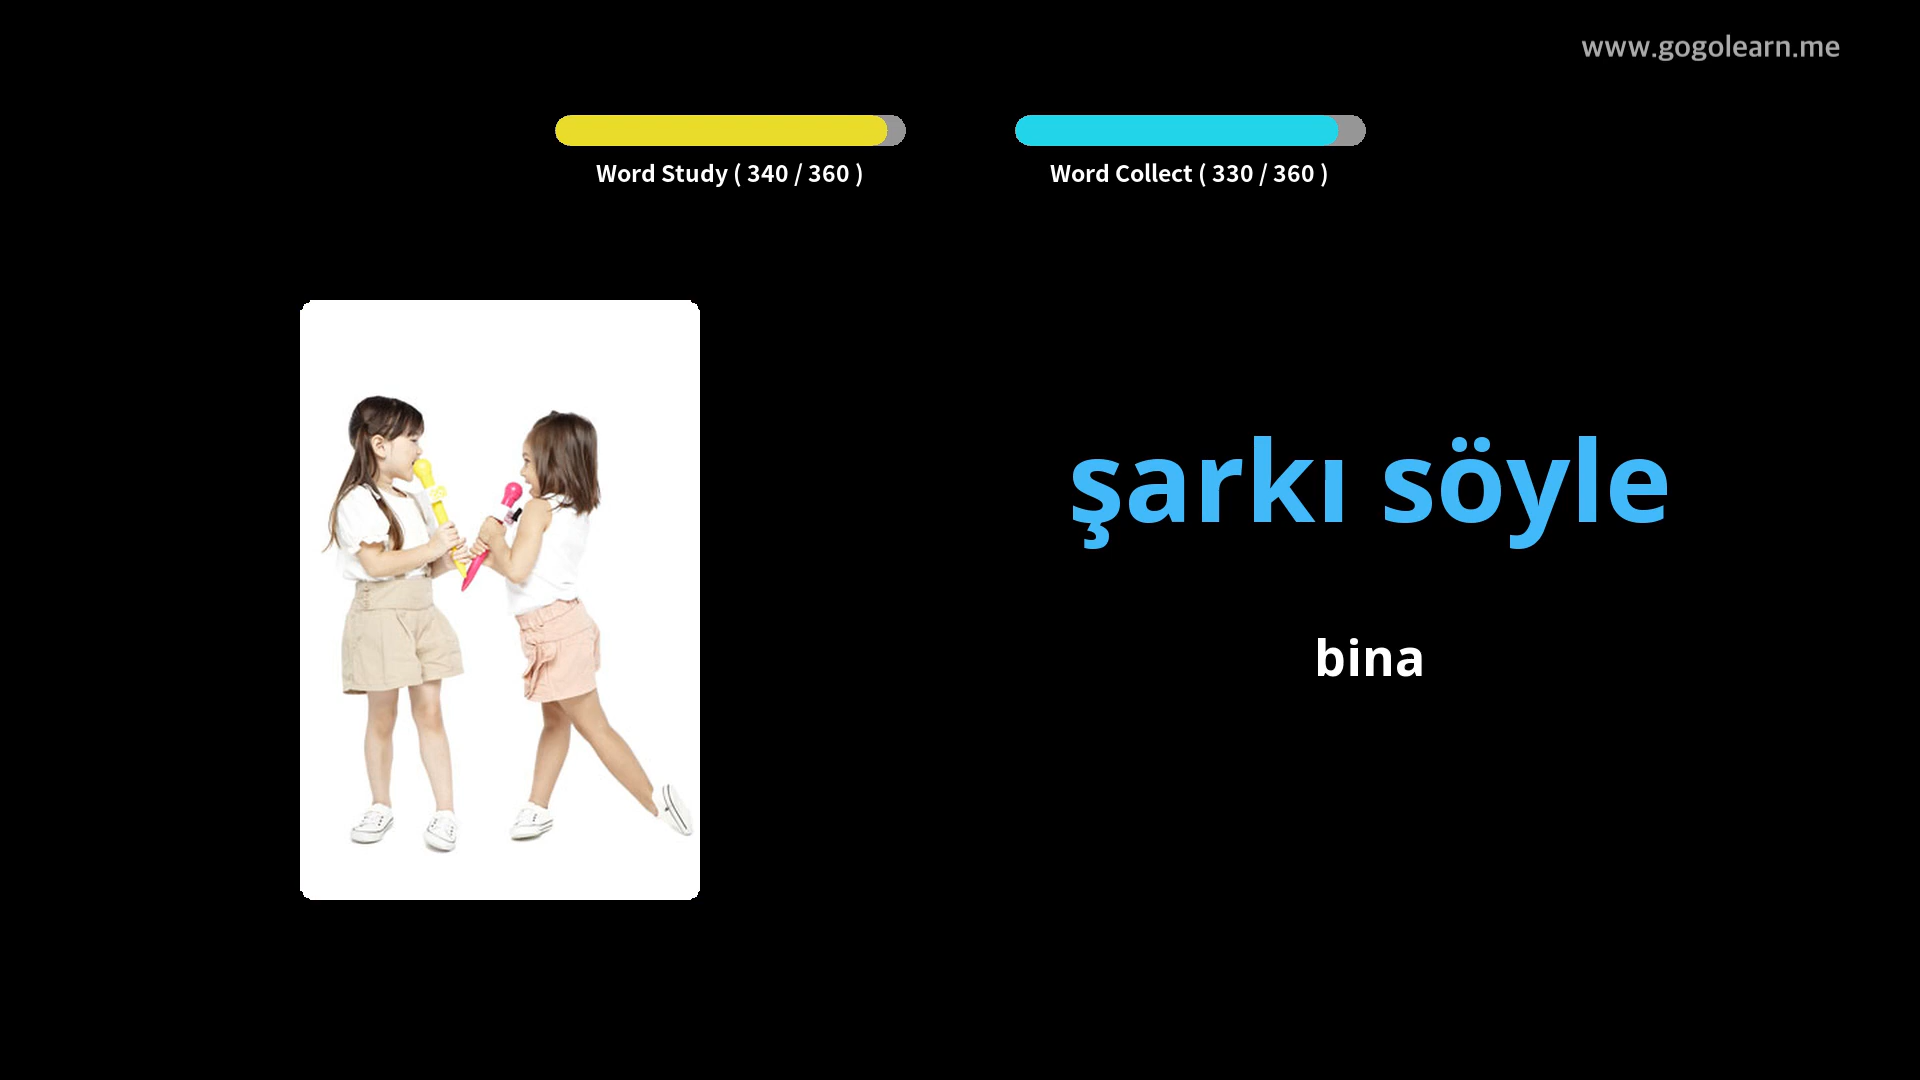 www.gogolearn.me
Word Study ( 340 / 360 )
Word Collect ( 330 / 360 )
şarkı söyle
bina